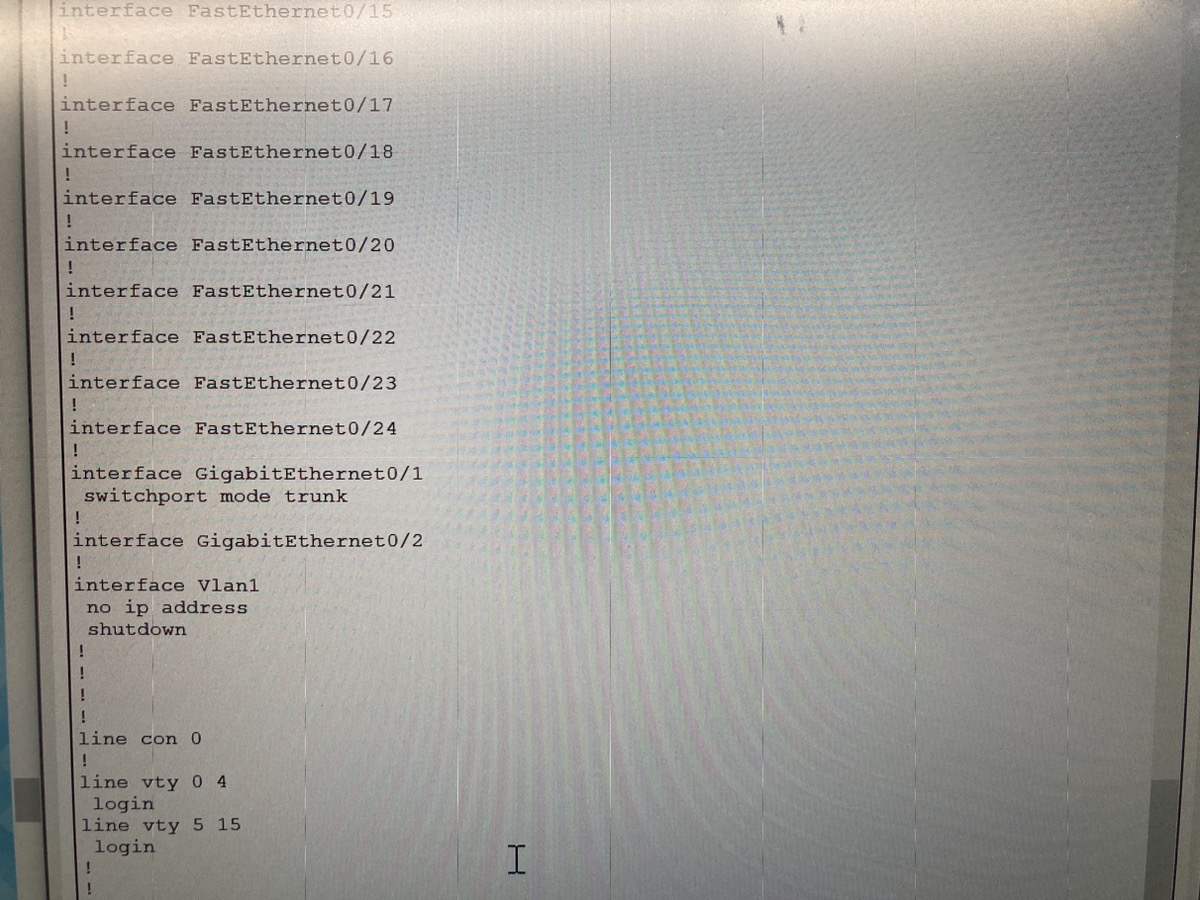 interface FastEthernet0/15
!
interface FastEthernet0/16
!
interface FastEthernet0/17
!
interface FastEthernet0/18
!
interface FastEthernet0/19
!
interface FastEthernet0/20
!
interface FastEthernet0/21
!
interface FastEthernet0/22
!
interface FastEthernet0/23
!
interface FastEthernet0/24
!
interface GigabitEthernet0/1
 switchport mode trunk
!
interface GigabitEthernet0/2
!
interface Vlan1
 no ip address
 shutdown
!
!
!
!
line con 0
!
line vty 0 4
 login
line vty 5 15
 login
!
!